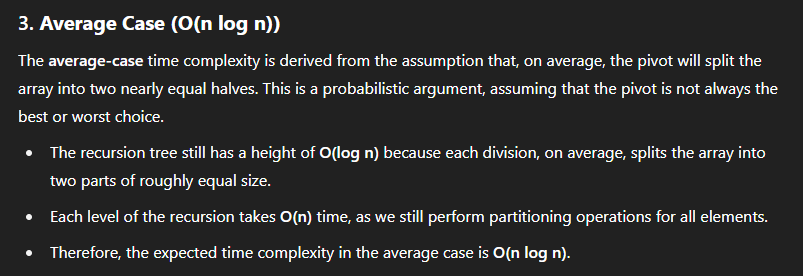 3. Average Case (O(n log n))
The average-case time complexity is derived from the assumption that, on average, the pivot will split the
array into two nearly equal halves. This is a probabilistic argument, assuming that the pivot is not always the
best or worst choice.
• The recursion tree still has a height of O(log n) because each division, on average, splits the array into
two parts of roughly equal size.
• Each level of the recursion takes O(n) time, as we still perform partitioning operations for all elements.
• Therefore, the expected time complexity in the average case is O(n log n).